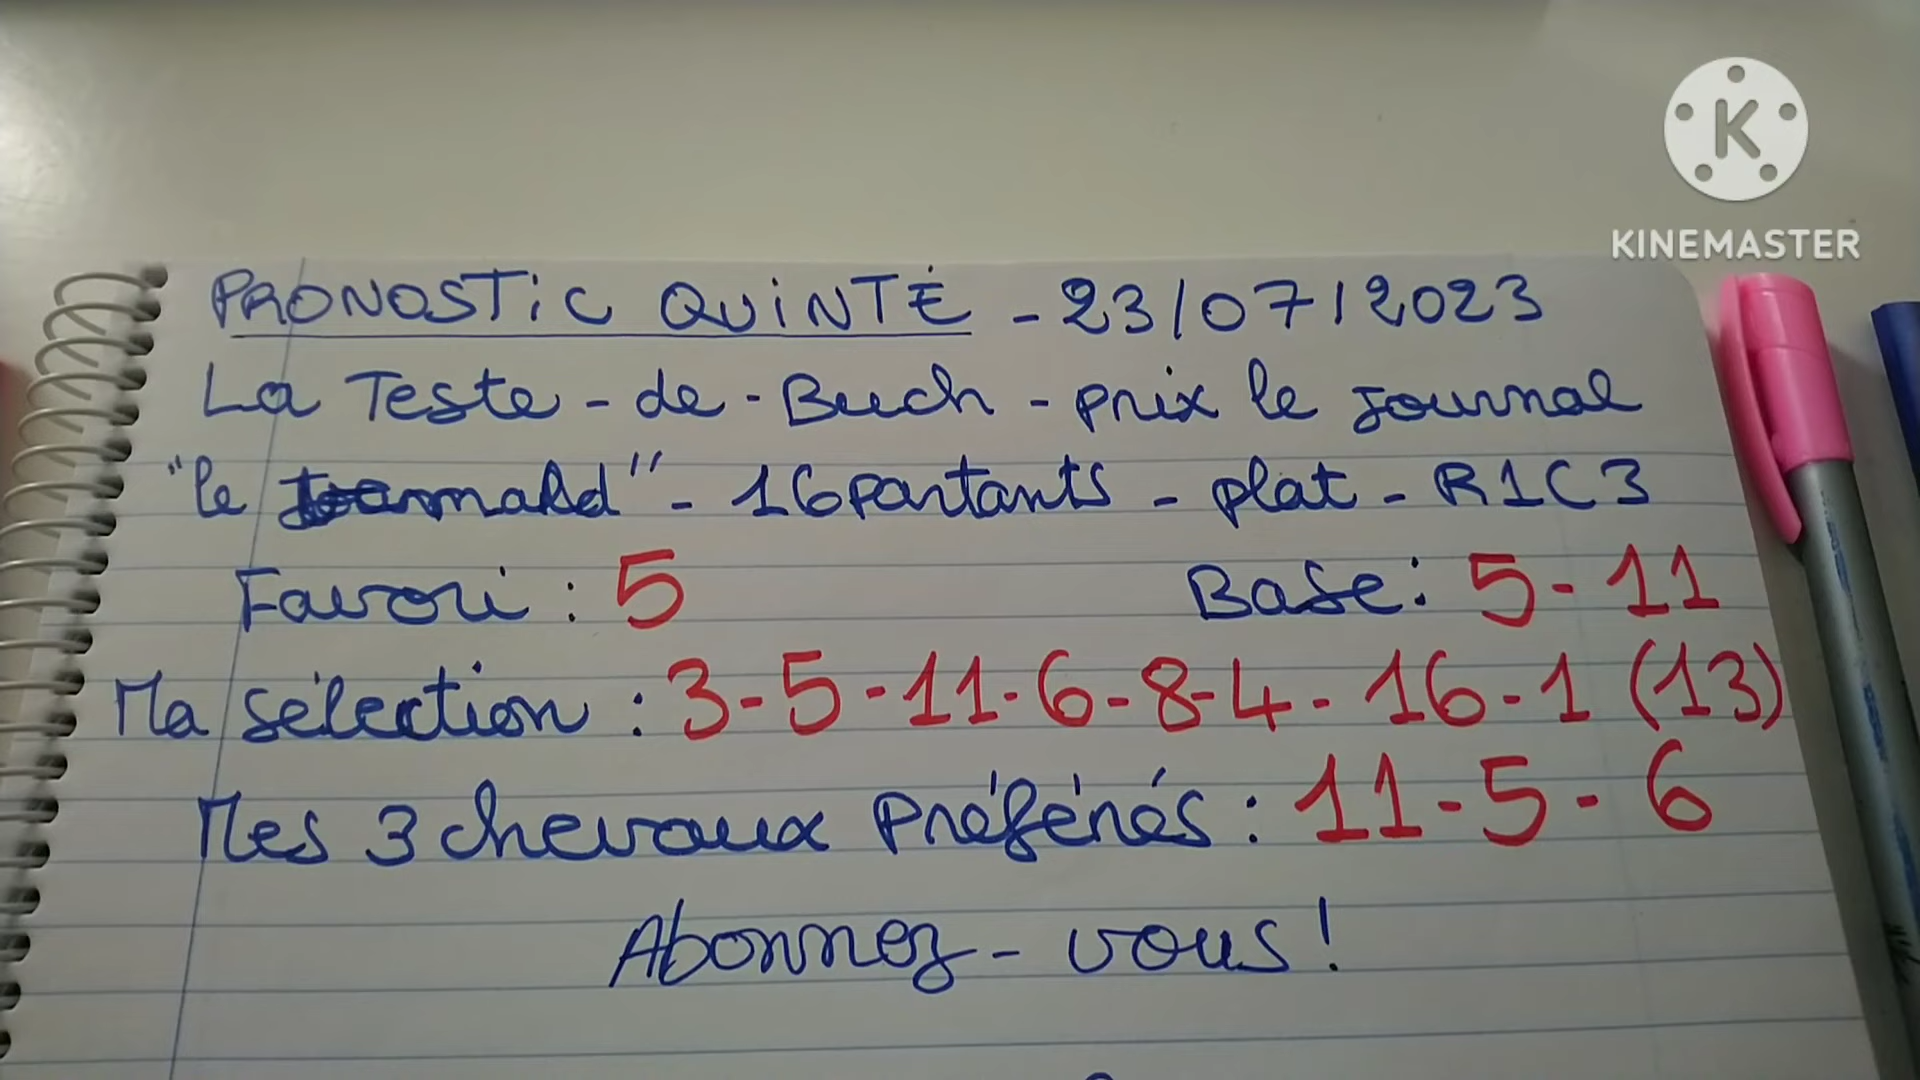 K
KINEMASTER
PRONOSTIC QUINTÉ - 23/07/2023
La Teste-de-Buch - prix le journal
"le - 16 partants - plat - R1C3
Favori : 5 Base : 5-11
Ma sélection : 3-5-11-6-8-4-16-1 (13)
Mes 3 chevaux préférés : 11-5-6
Abonnez-vous !